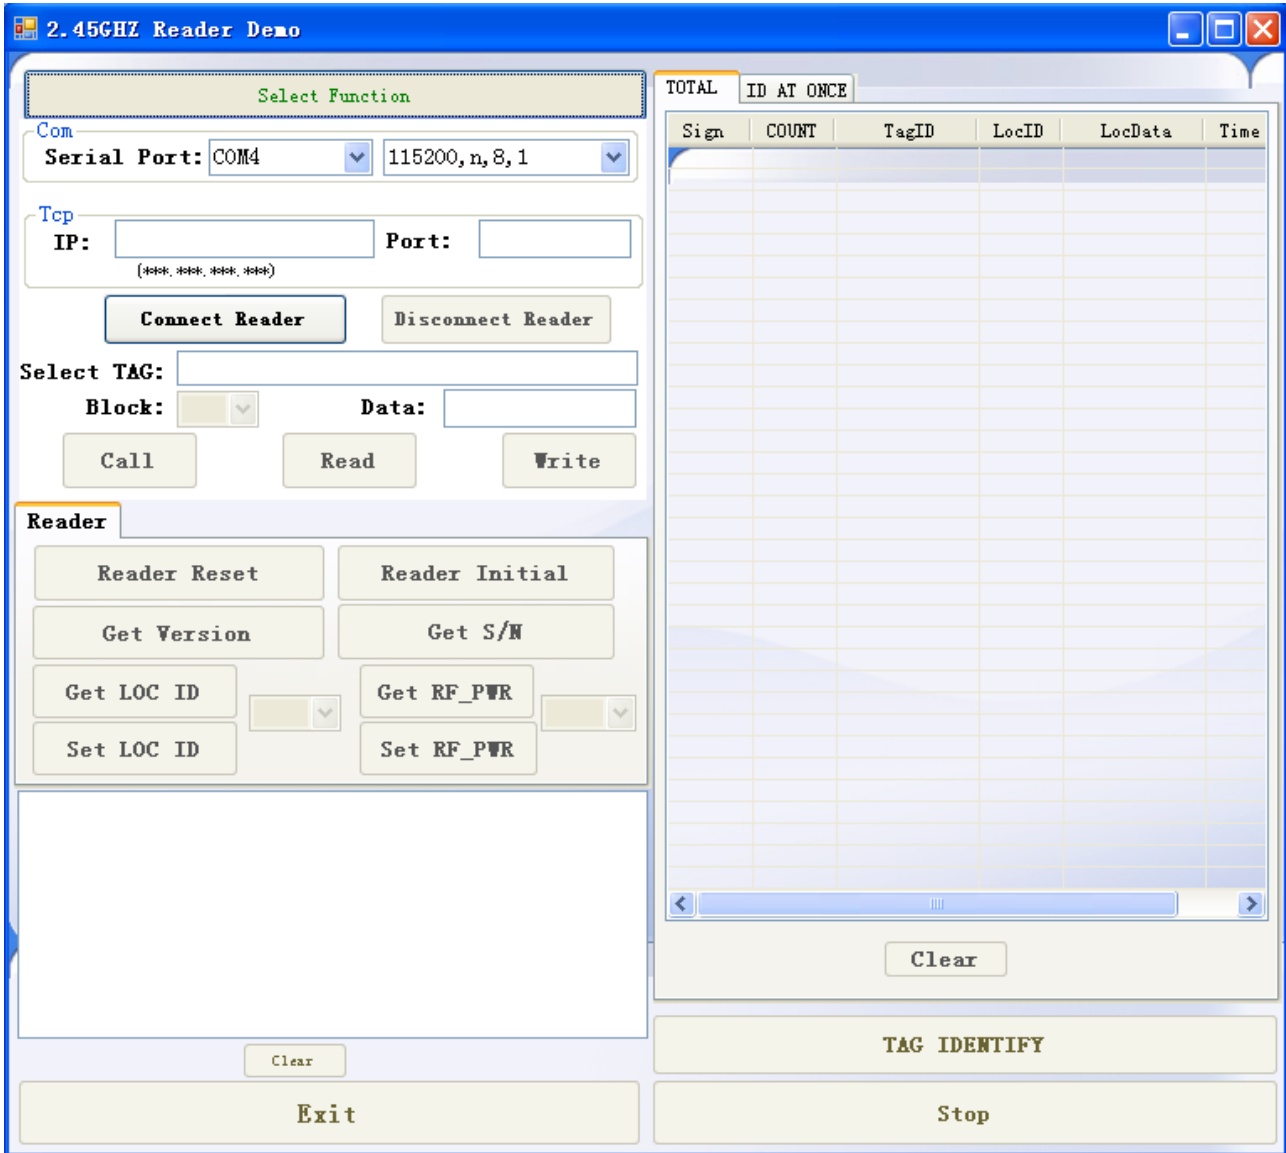 2.45GHZ Reader Demo
Select Function
Com
Serial Port: COM4 115200,n,8,1
Tcp
IP: Port:
(***.***.***.***)
Connect Reader Disconnect Reader
Select TAG:
Block: Data:
Call Read Write
Reader
Reader Reset Reader Initial
Get Version Get S/N
Get LOC ID Get RF_PWR
Set LOC ID Set RF_PWR
Clear
Exit
TOTAL ID AT ONCE
Sign COUNT TagID LocID LocData Time
Clear
TAG IDENTIFY
Stop